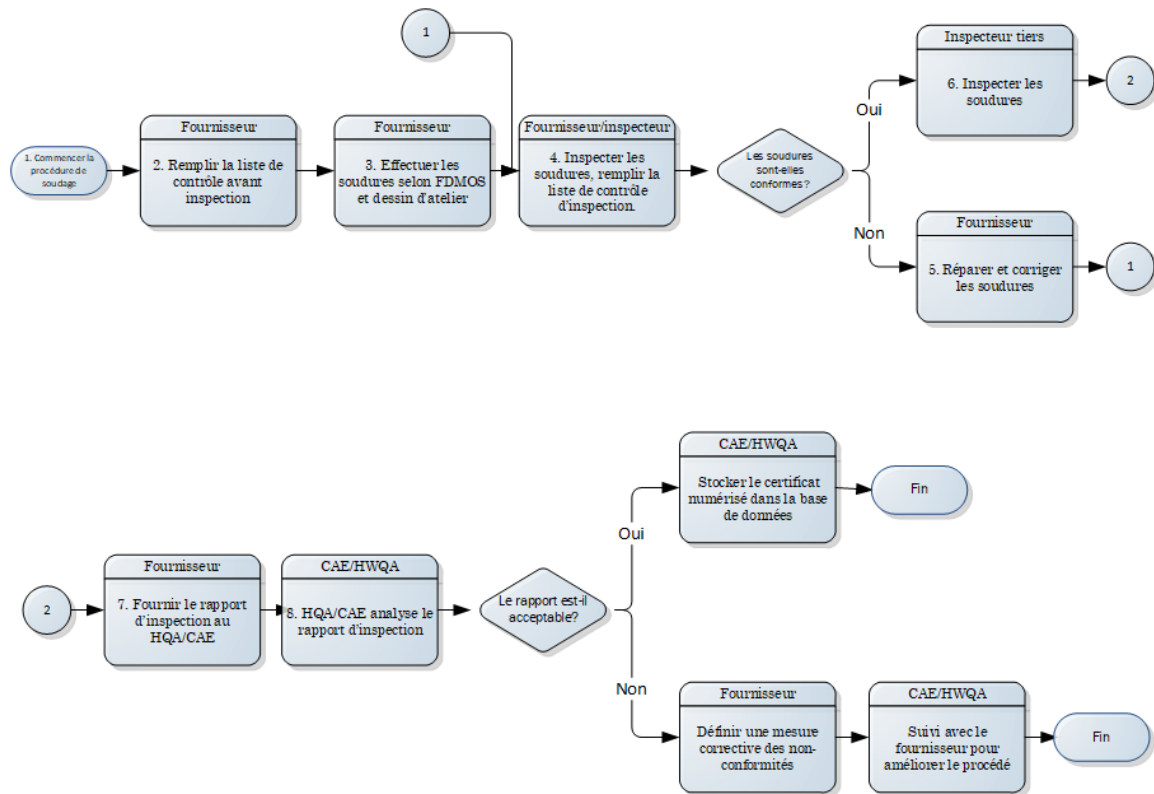 1
Inspecteur tiers
6. Inspecter les
soudures
2
Oui
Fournisseur
Fournisseur
Fournisseur/inspecteur
1. Commencer la
procédure de
soudage
2. Remplir la liste de
contrôle avant
inspection
3. Effectuer les
soudures selon FDMOS
et dessin d'atelier
4. Inspecter les
soudures, remplir la
liste de contrôle
d'inspection.
Les soudures
sont-elles
conformes ?
Non
Fournisseur
5. Réparer et corriger
les soudures
1
CAE/HWQA
Stocker le certificat
numérisé dans la base
de données
Fin
Oui
Fournisseur
CAE/HWQA
2
7. Fournir le rapport
d'inspection au
HQA/CAE
8. HQA/CAE analyse le
rapport d'inspection
Le rapport est-il
acceptable?
Non
Fournisseur
CAE/HWQA
Définir une mesure
corrective des non-
conformités
Suivi avec le
fournisseur pour
améliorer le procédé
Fin